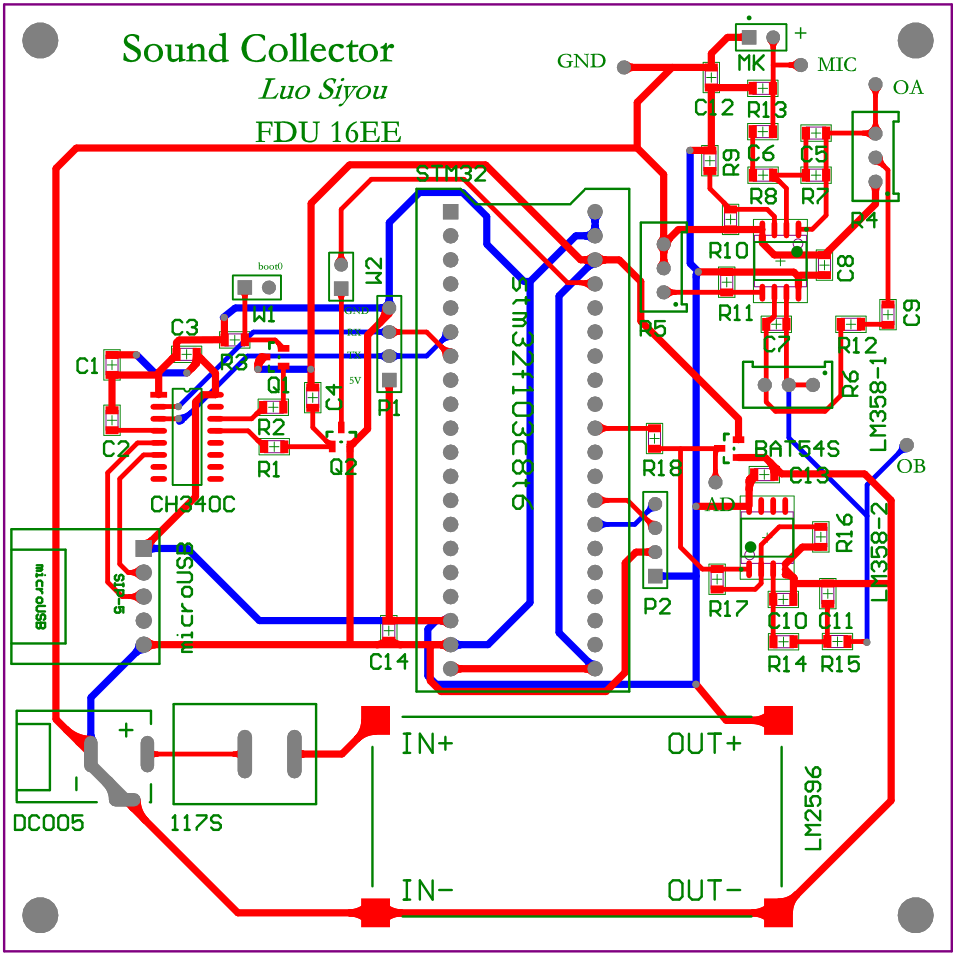 Sound Collector
Luo Siyou
FDU 16EE
GND
MK
+
MIC
C12
R13
OA
C6
C5
R9
R8
R7
R4
STM32
R10
C8
boot0
W1
W2
GND
5V
R11
R5
C9
C3
R3
C1
Q1
C4
P1
C7
R12
R6
LM358-1
stm32f103c8t6
R2
C2
R1
Q2
R18
BAT54S
C13
OB
CH340C
AD
R16
LM358-2
microUSB
SIP-5
microUSB
P2
R17
C10
C11
C14
R14
R15
+
-
IN+
OUT+
DC005
117S
LM2596
IN-
OUT-